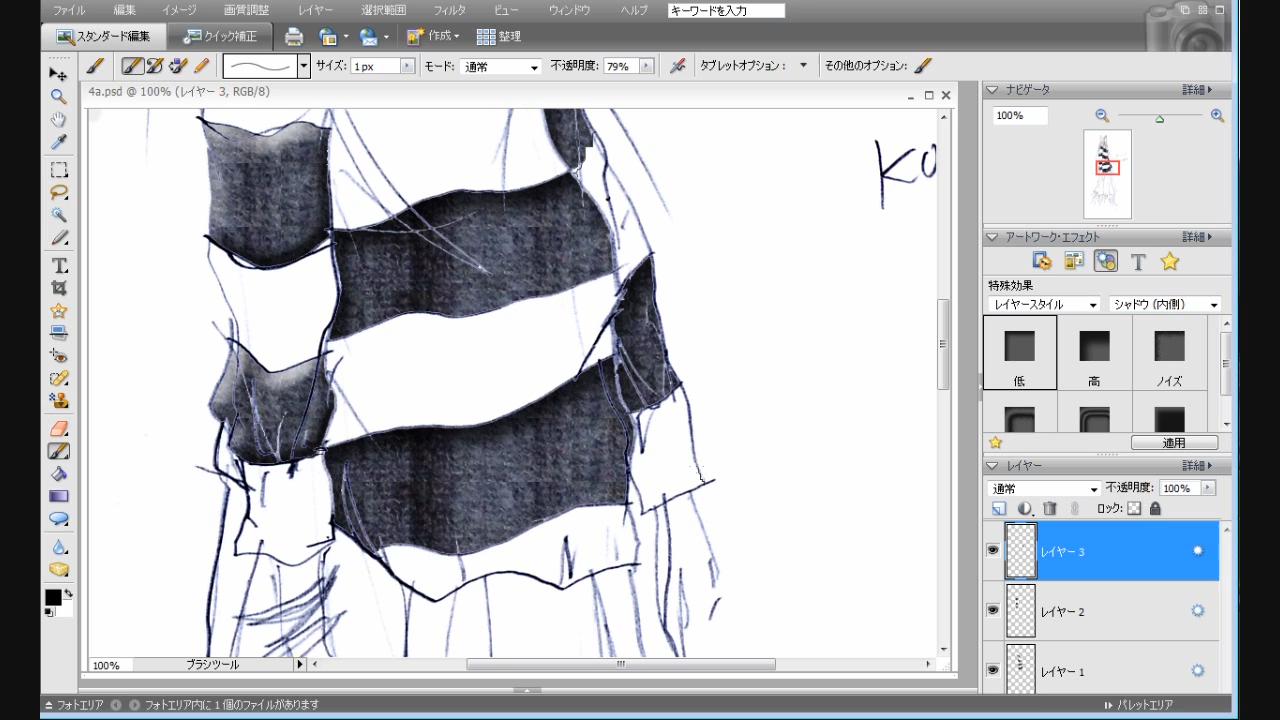 ファイル 編集 イメージ 画質調整 レイヤー 選択範囲 フィルタ ビュー ウィンドウ ヘルプ キーワードを入力
スタンダード編集 クイック補正 作成 整理
サイズ: 1 px モード: 通常 不透明度: 79% タブレットオプション: その他のオプション:
4a.psd @ 100% (レイヤー 3, RGB/8)
ナビゲータ 詳細
100%
KO
アートワーク・エフェクト 詳細
特殊効果
レイヤースタイル シャドウ (内側)
低 高 ノイズ
適用
レイヤー 詳細
通常 不透明度: 100%
ロック:
レイヤー 3
レイヤー 2
レイヤー 1
100% ブラシツール
フォトエリア フォトエリア内に 1 個のファイルがあります パレットエリア